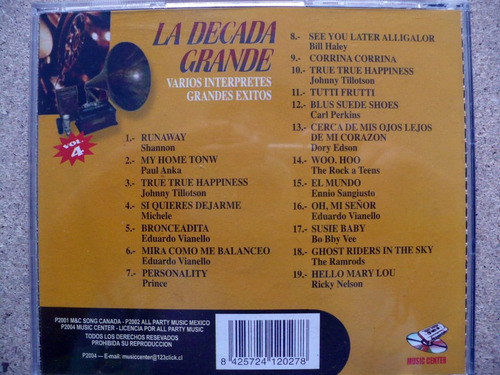 LA DECADA
GRANDE
VARIOS INTERPRETES
GRANDES EXITOS
VOL.
4
1.- RUNAWAY
Shannon
2.- MY HOME TONW
Paul Anka
3.- TRUE TRUE HAPPINESS
Johnny Tillotson
4.- SI QUIERES DEJARME
Michele
5.- BRONCEADITA
Eduardo Vianello
6.- MIRA COMO ME BALANCEO
Eduardo Vianello
7.- PERSONALITY
Prince
8.- SEE YOU LATER ALLIGALOR
Bill Haley
9.- CORRINA CORRINA
10.- TRUE TRUE HAPPINESS
Johnny Tillotson
11.- TUTTI FRUTTI
12.- BLUE SUEDE SHOES
Carl Perkins
13.- CERCA DE MIS OJOS LEJOS
DE MI CORAZON
Dory Edson
14.- WOO. HOO
The Rock a Teens
15.- EL MUNDO
Ennio Sangiusto
16.- OH, MI SEÑOR
Eduardo Vianello
17.- SUSIE BABY
Bo Bby Vee
18.- GHOST RIDERS IN THE SKY
The Ramrods
19.- HELLO MARY LOU
Ricky Nelson
P2001 M&C SONG CANADA - P2002 ALL PARTY MUSIC MEXICO
P2004 MUSIC CENTER - LICENCIA POR ALL PARTY MUSIC
TODOS LOS DERECHOS RESEVADOS
PROHIBIDA SU REPRODUCCION
P2004 — E-mail: musiccenter@123click.cl
8 425724 120278
MUSIC CENTER